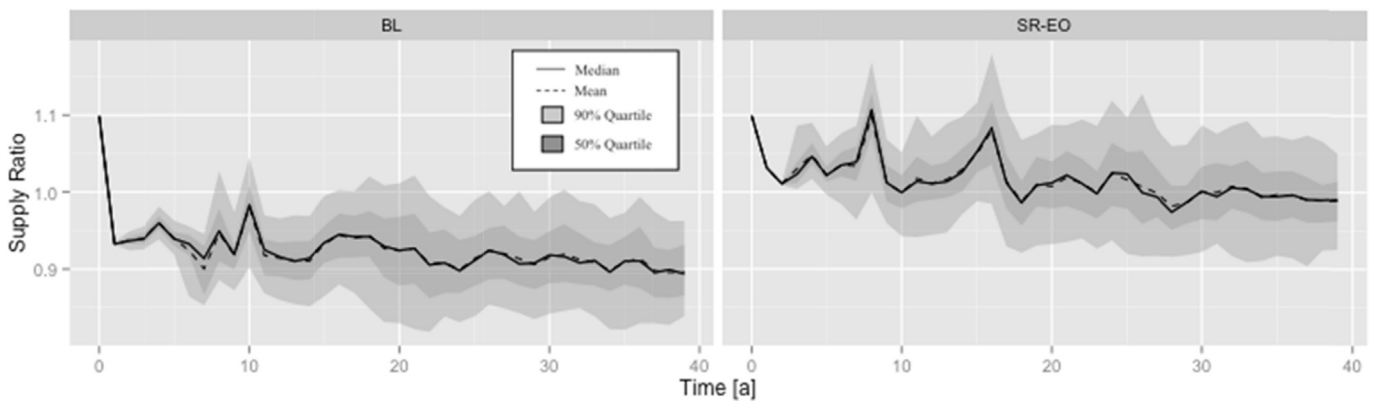 BL
SR-EO
Median
Mean
90% Quartile
50% Quartile
Supply Ratio
1.1
1.0
0.9
0 10 20 30 40
0 10 20 30 40
Time [a]